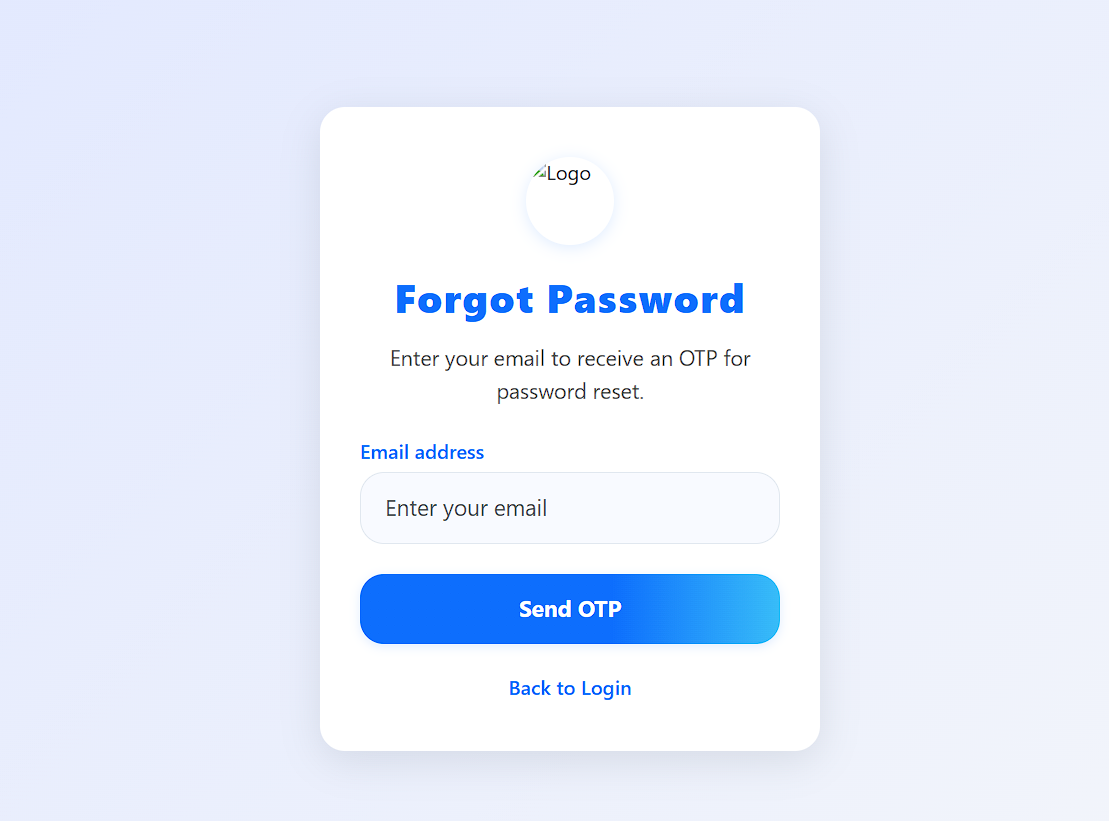 Logo
Forgot Password
Enter your email to receive an OTP for
password reset.
Email address
Enter your email
Send OTP
Back to Login